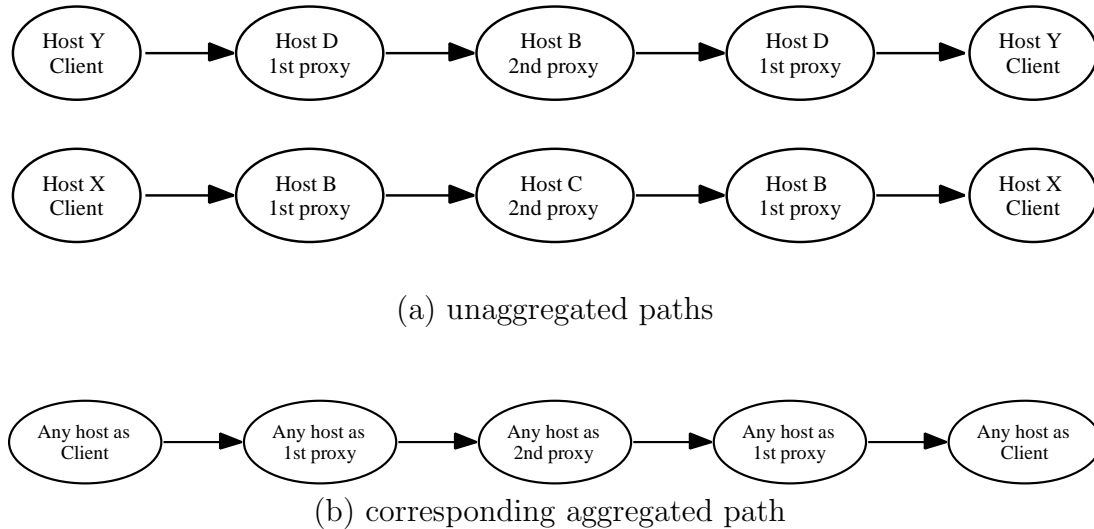 Host Y
Client
Host D
1st proxy
Host B
2nd proxy
Host D
1st proxy
Host Y
Client
Host X
Client
Host B
1st proxy
Host C
2nd proxy
Host B
1st proxy
Host X
Client
(a) unaggregated paths
Any host as
Client
Any host as
1st proxy
Any host as
2nd proxy
Any host as
1st proxy
Any host as
Client
(b) corresponding aggregated path